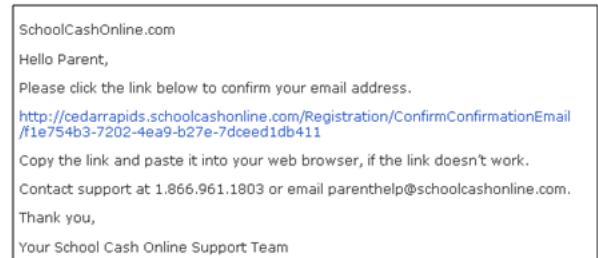 SchoolCashOnline.com
Hello Parent,
Please click the link below to confirm your email address.
http://cedarrapids.schoolcashonline.com/Registration/ConfirmConfirmationEmail
/f1e754b3-7202-4ea9-b27e-7dceed1db411
Copy the link and paste it into your web browser, if the link doesn't work.
Contact support at 1.866.961.1803 or email parenthelp@schoolcashonline.com.
Thank you,
Your School Cash Online Support Team